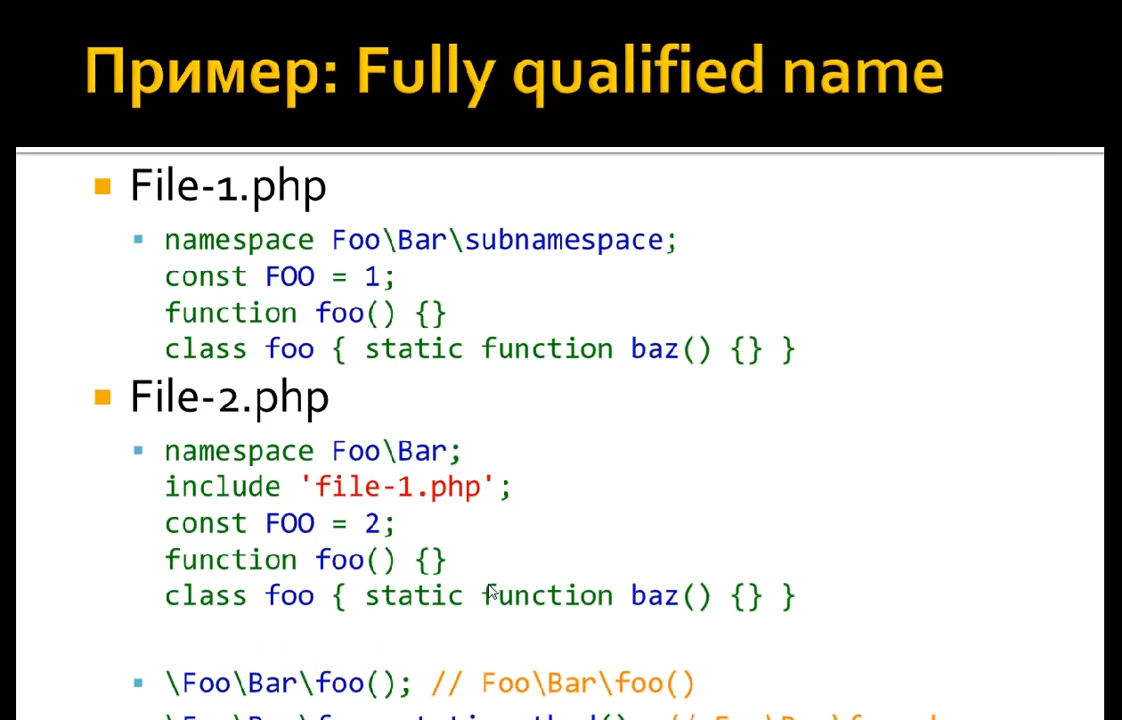 Пример: Fully qualified name
File-1.php
namespace Foo\Bar\subnamespace;
const FOO = 1;
function foo() {}
class foo { static function baz() {} }
File-2.php
namespace Foo\Bar;
include 'file-1.php';
const FOO = 2;
function foo() {}
class foo { static function baz() {} }
\Foo\Bar\foo(); // Foo\Bar\foo()